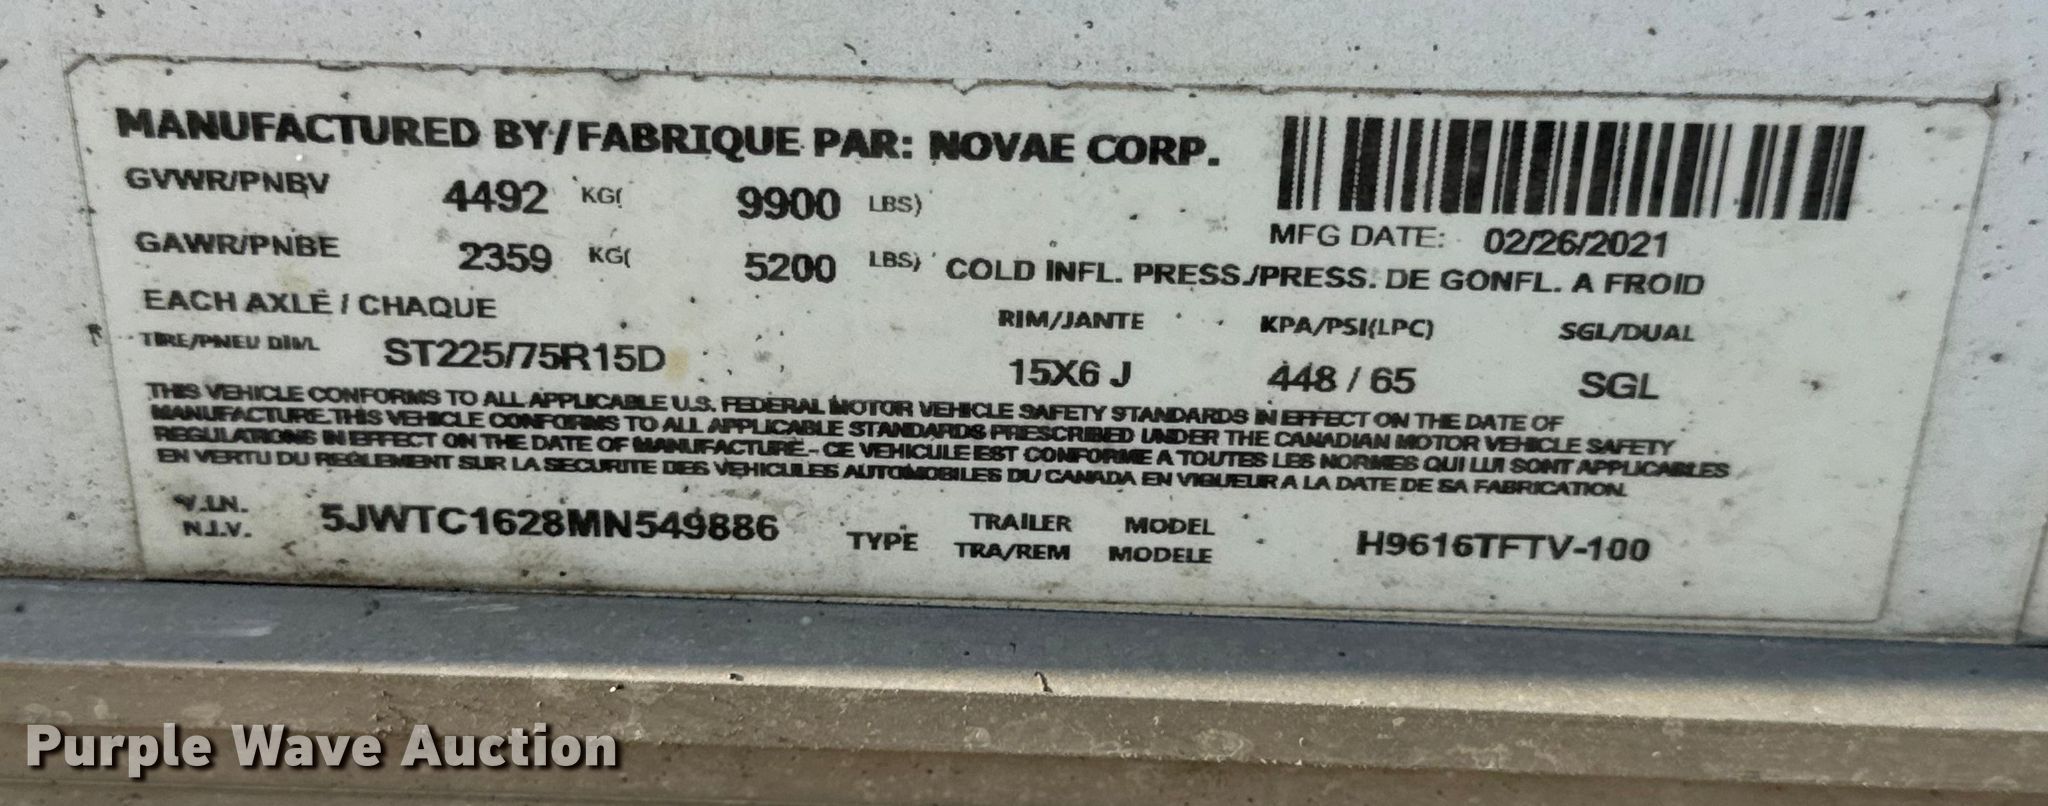 MANUFACTURED BY/FABRIQUE PAR: NOVAE CORP.
GVWR/PNBV 4492 KG( 9900 LBS)
MFG DATE: 02/26/2021
GAWR/PNBE 2359 KG( 5200 LBS) COLD INFL. PRESS./PRESS. DE GONFL. A FROID
EACH AXLE / CHAQUE RIM/JANTE KPA/PSI(LPC) SGL/DUAL
TIRE/PNEU DIM. ST225/75R15D 15X6 J 448 / 65 SGL
THIS VEHICLE CONFORMS TO ALL APPLICABLE U.S. FEDERAL MOTOR VEHICLE SAFETY STANDARDS IN EFFECT ON THE DATE OF
MANUFACTURE.THIS VEHICLE CONFORMS TO ALL APPLICABLE STANDARDS PRESCRIBED UNDER THE CANADIAN MOTOR VEHICLE SAFETY
REGULATIONS IN EFFECT ON THE DATE OF MANUFACTURE.- CE VEHICULE EST CONFORME A TOUTES LES NORMES QUI LUI SONT APPLICABLES
EN VERTU DU REGLEMENT SUR LA SECURITE DES VEHICULES AUTOMOBILES DU CANADA EN VIGUEUR A LA DATE DE SA FABRICATION.
V.I.N. 5JWTC1628MN549886 TRAILER MODEL H9616TFTV-100
N.I.V. TYPE TRA/REM MODELE
Purple Wave Auction